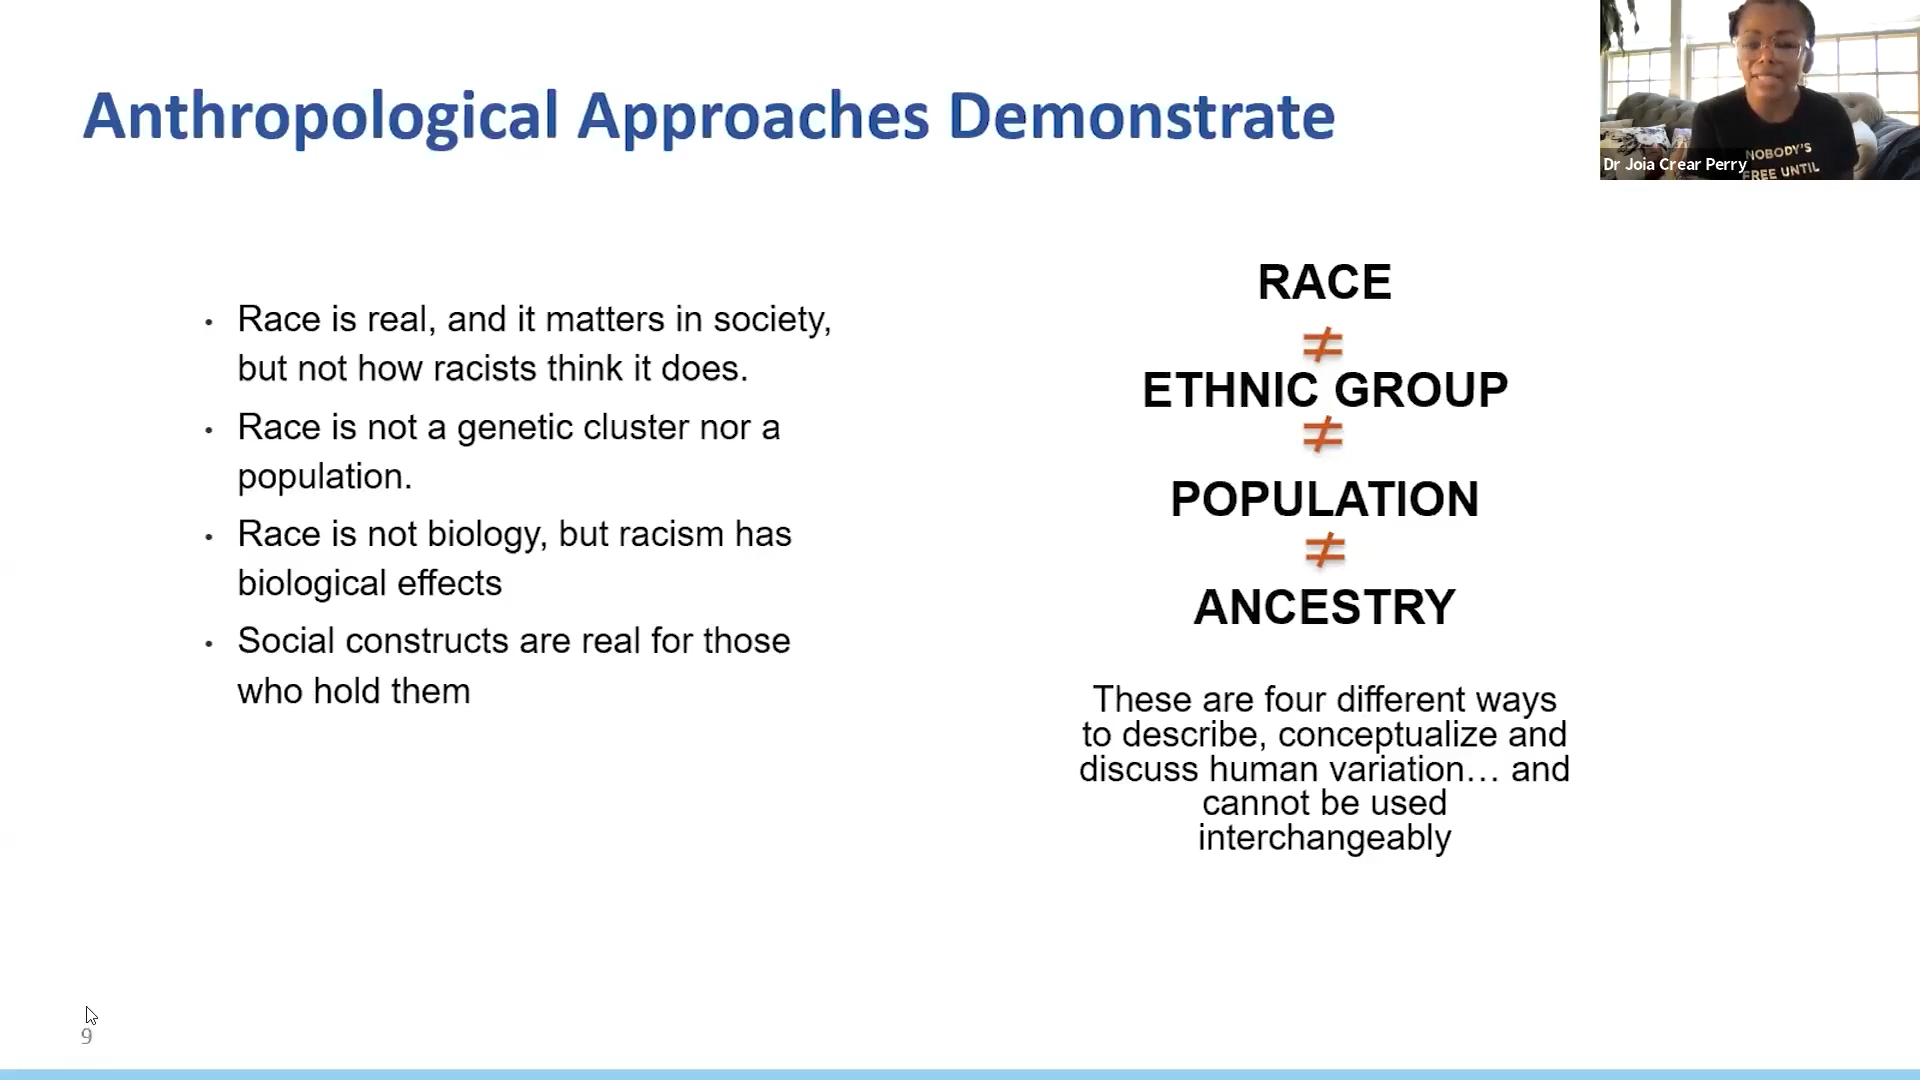 Anthropological Approaches Demonstrate
Dr Joia Crear Perry
NOBODY'S
FREE UNTIL
• Race is real, and it matters in society,
but not how racists think it does.
• Race is not a genetic cluster nor a
population.
• Race is not biology, but racism has
biological effects
• Social constructs are real for those
who hold them
RACE
≠
ETHNIC GROUP
≠
POPULATION
≠
ANCESTRY
These are four different ways
to describe, conceptualize and
discuss human variation… and
cannot be used
interchangeably
9